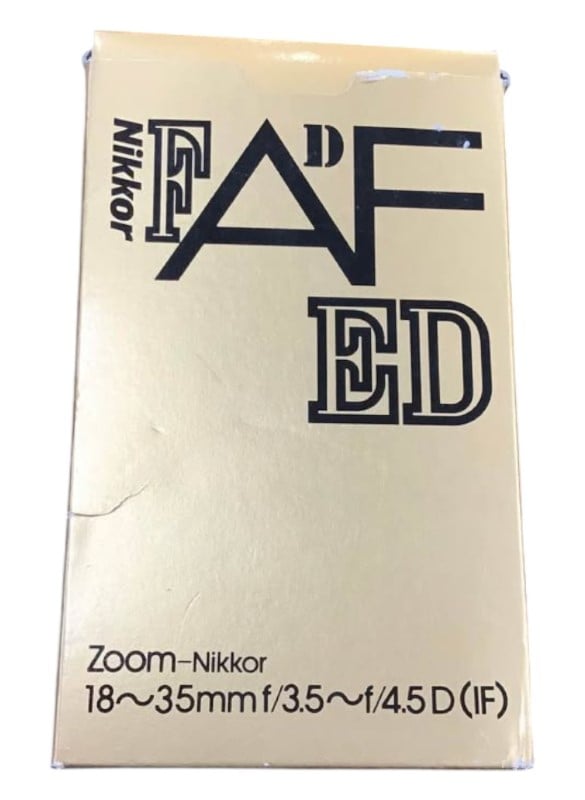 Nikkor
F AF D
ED
Zoom-Nikkor
18~35mm f/3.5~f/4.5 D (IF)